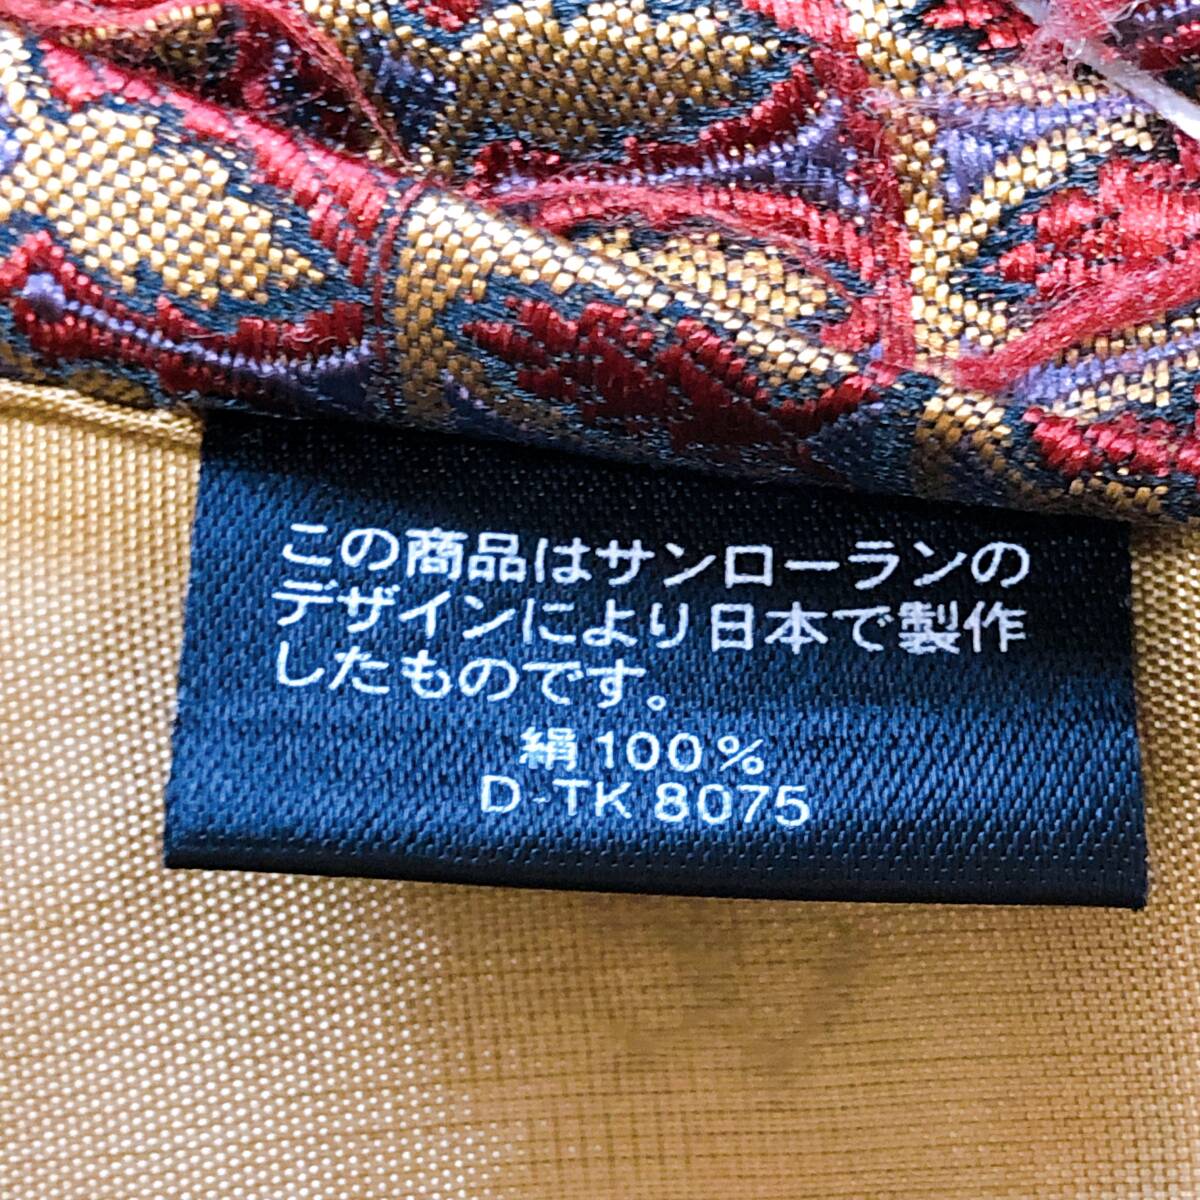 この商品はサンローランの
デザインにより日本で製作
したものです。
絹100%
D-TK 8075